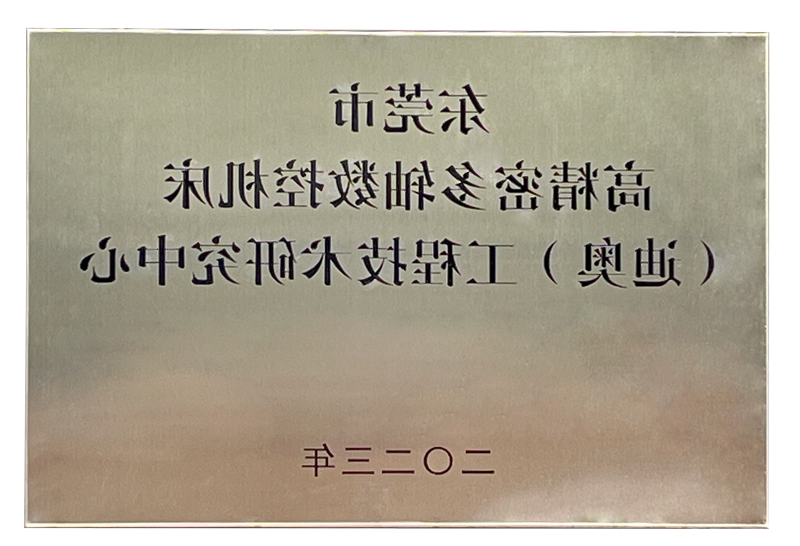 东莞市
高精密多轴数控机床
（迪奥）工程技术研究中心
二〇二三年